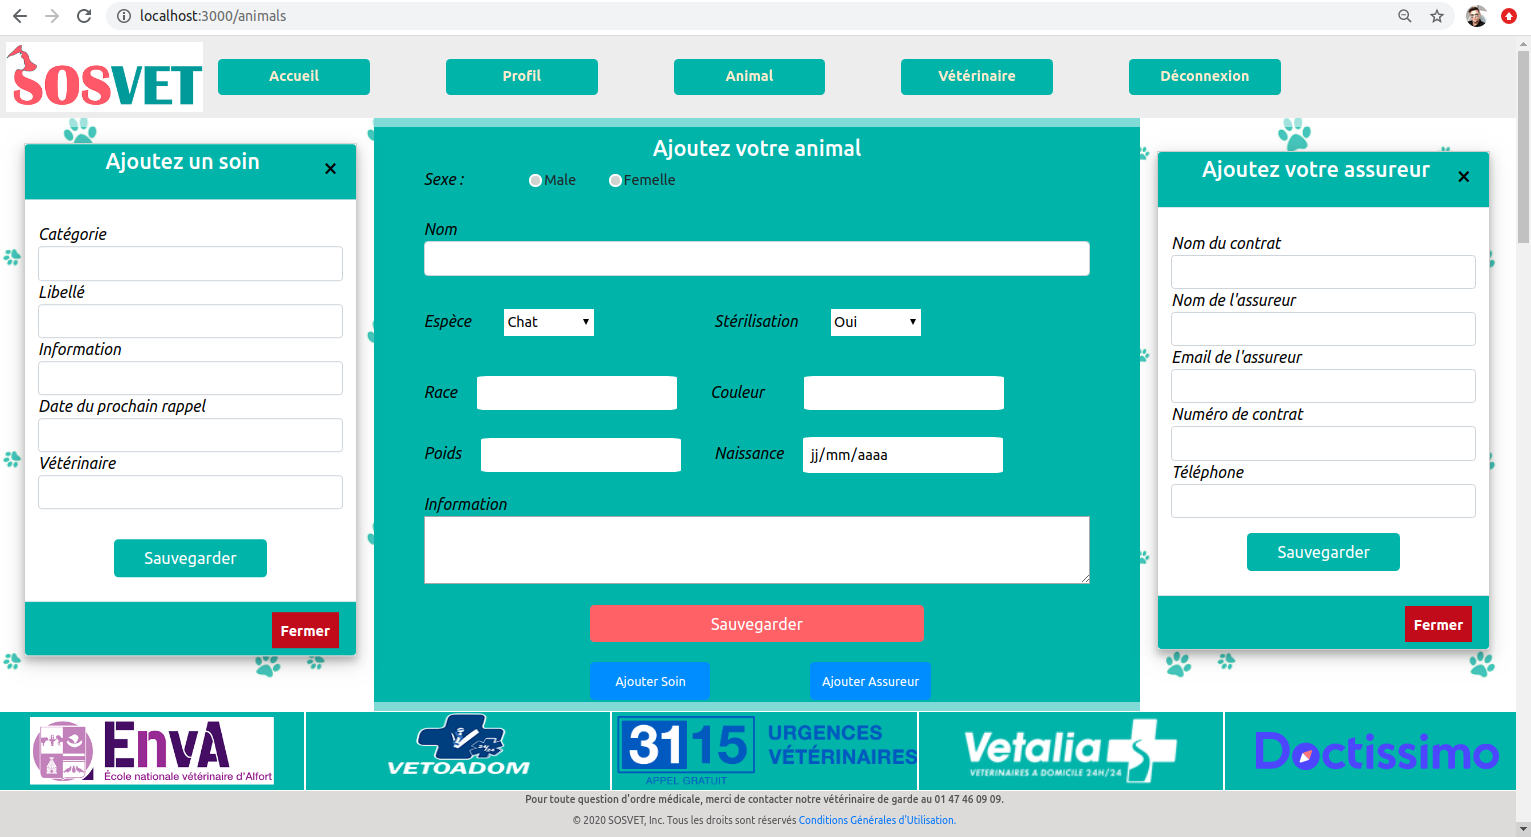 localhost:3000/animals
SOSVET
Accueil
Profil
Animal
Vétérinaire
Déconnexion
Ajoutez un soin
×
Catégorie
Libellé
Information
Date du prochain rappel
Vétérinaire
Sauvegarder
Fermer
Ajoutez votre animal
Sexe :
Male
Femelle
Nom
Espèce
Chat
Stérilisation
Oui
Race
Couleur
Poids
Naissance
jj/mm/aaaa
Information
Sauvegarder
Ajouter Soin
Ajouter Assureur
Ajoutez votre assureur
×
Nom du contrat
Nom de l'assureur
Email de l'assureur
Numéro de contrat
Téléphone
Sauvegarder
Fermer
EnvA
École nationale vétérinaire d'Alfort
VETOADOM
3115
APPEL GRATUIT
URGENCES
VÉTÉRINAIRES
Vetalia
VETERINAIRES A DOMICILE 24H/24
Doctissimo
Pour toute question d'ordre médicale, merci de contacter notre vétérinaire de garde au 01 47 46 09 09.
© 2020 SOSVET, Inc. Tous les droits sont réservés Conditions Générales d'Utilisation.